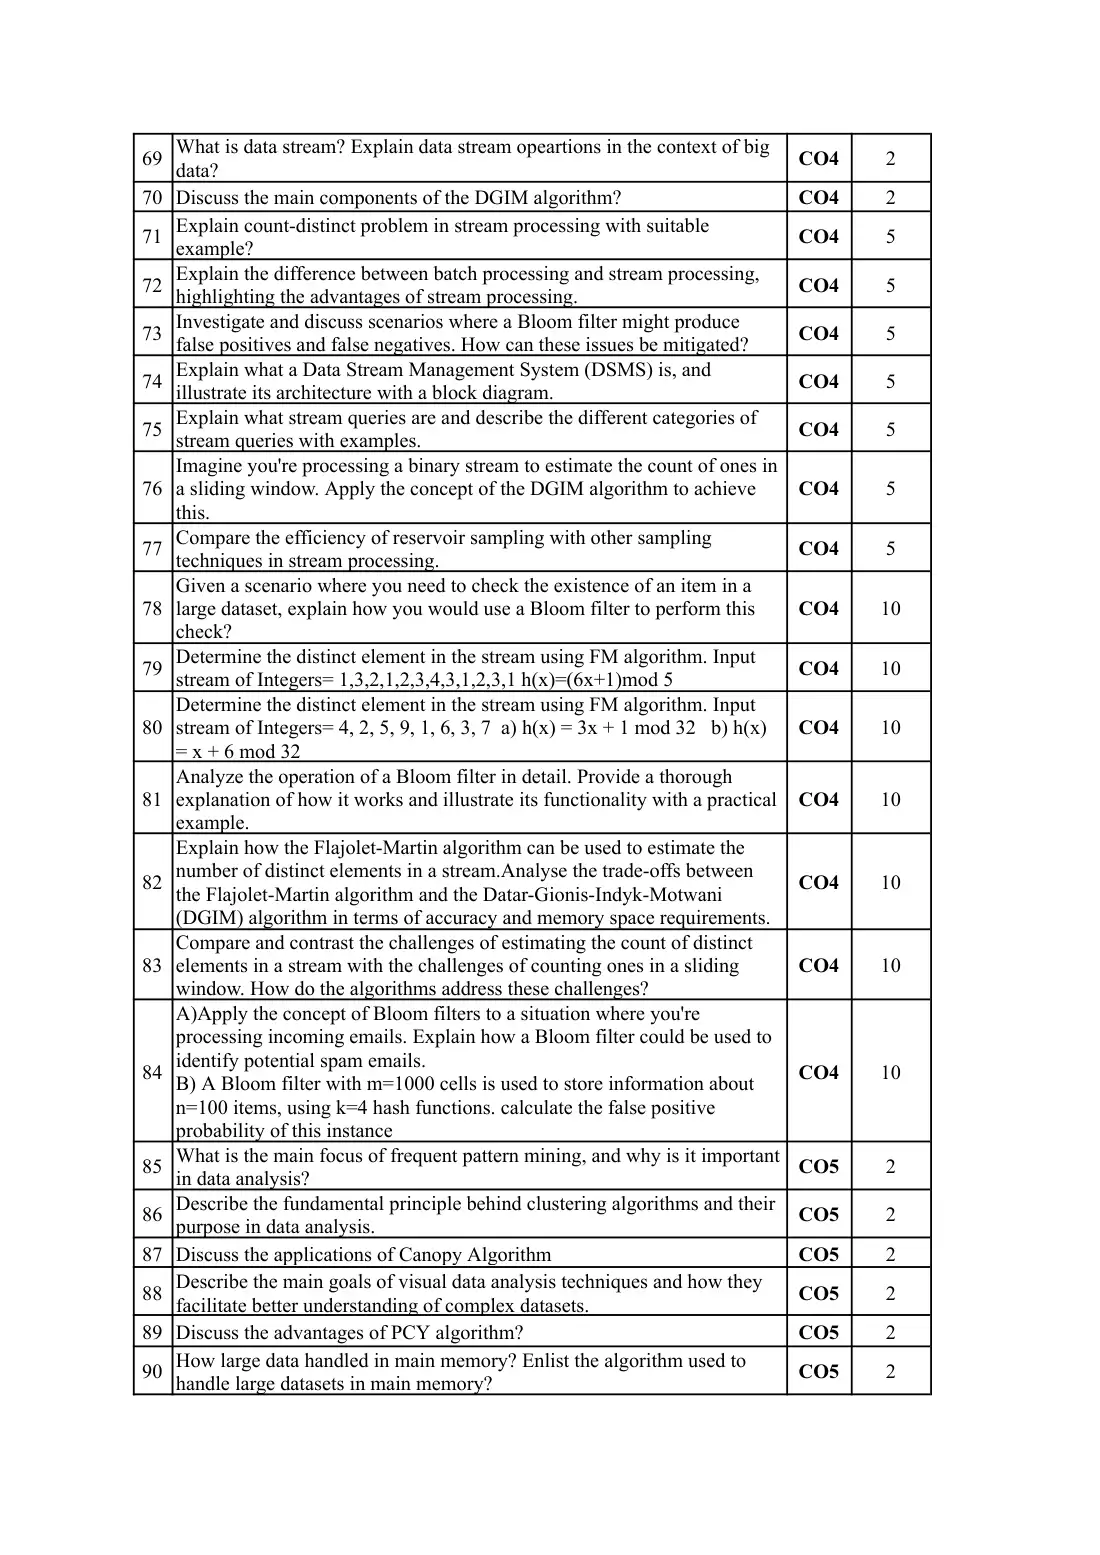 69 What is data stream? Explain data stream opeartions in the context of big CO4 2
data?
70 Discuss the main components of the DGIM algorithm? CO4 2
71 Explain count-distinct problem in stream processing with suitable CO4 5
example?
72 Explain the difference between batch processing and stream processing, CO4 5
highlighting the advantages of stream processing.
73 Investigate and discuss scenarios where a Bloom filter might produce CO4 5
false positives and false negatives. How can these issues be mitigated?
74 Explain what a Data Stream Management System (DSMS) is, and CO4 5
illustrate its architecture with a block diagram.
75 Explain what stream queries are and describe the different categories of CO4 5
stream queries with examples.
76 Imagine you're processing a binary stream to estimate the count of ones in CO4 5
a sliding window. Apply the concept of the DGIM algorithm to achieve
this.
77 Compare the efficiency of reservoir sampling with other sampling CO4 5
techniques in stream processing.
78 Given a scenario where you need to check the existence of an item in a CO4 10
large dataset, explain how you would use a Bloom filter to perform this
check?
79 Determine the distinct element in the stream using FM algorithm. Input CO4 10
stream of Integers= 1,3,2,1,2,3,4,3,1,2,3,1 h(x)=(6x+1)mod 5
80 Determine the distinct element in the stream using FM algorithm. Input CO4 10
stream of Integers= 4, 2, 5, 9, 1, 6, 3, 7 a) h(x) = 3x + 1 mod 32 b) h(x)
= x + 6 mod 32
81 Analyze the operation of a Bloom filter in detail. Provide a thorough CO4 10
explanation of how it works and illustrate its functionality with a practical
example.
82 Explain how the Flajolet-Martin algorithm can be used to estimate the CO4 10
number of distinct elements in a stream.Analyse the trade-offs between
the Flajolet-Martin algorithm and the Datar-Gionis-Indyk-Motwani
(DGIM) algorithm in terms of accuracy and memory space requirements.
83 Compare and contrast the challenges of estimating the count of distinct CO4 10
elements in a stream with the challenges of counting ones in a sliding
window. How do the algorithms address these challenges?
84 A)Apply the concept of Bloom filters to a situation where you're CO4 10
processing incoming emails. Explain how a Bloom filter could be used to
identify potential spam emails.
B) A Bloom filter with m=1000 cells is used to store information about
n=100 items, using k=4 hash functions. calculate the false positive
probability of this instance
85 What is the main focus of frequent pattern mining, and why is it important CO5 2
in data analysis?
86 Describe the fundamental principle behind clustering algorithms and their CO5 2
purpose in data analysis.
87 Discuss the applications of Canopy Algorithm CO5 2
88 Describe the main goals of visual data analysis techniques and how they CO5 2
facilitate better understanding of complex datasets.
89 Discuss the advantages of PCY algorithm? CO5 2
90 How large data handled in main memory? Enlist the algorithm used to CO5 2
handle large datasets in main memory?